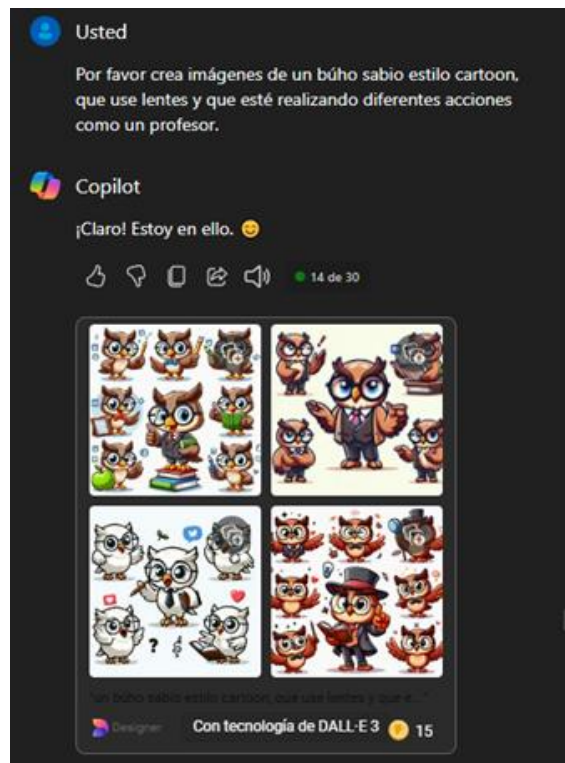 Usted
Por favor crea imágenes de un búho sabio estilo cartoon,
que use lentes y que esté realizando diferentes acciones
como un profesor.
Copilot
¡Claro! Estoy en ello. 😊
14 de 30
?
"un búho sabio estilo cartoon, que use lentes y que e..."
Designer
Con tecnología de DALL·E 3
15